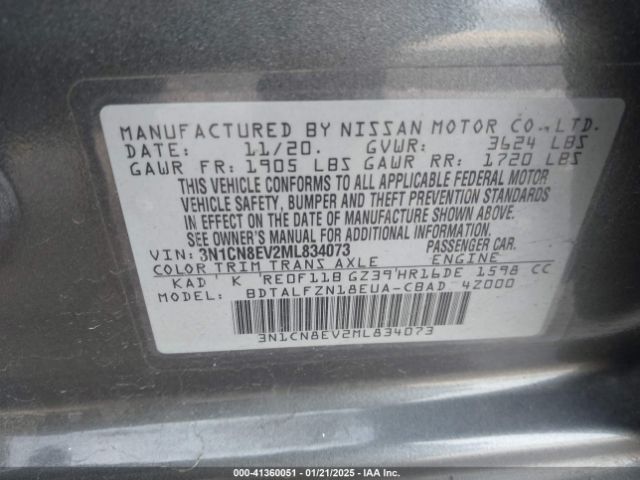 MANUFACTURED BY NISSAN MOTOR CO., LTD.
DATE: 11/20. GVWR: 3624 LBS
GAWR FR: 1905 LBS GAWR RR: 1720 LBS
THIS VEHICLE CONFORMS TO ALL APPLICABLE FEDERAL MOTOR
VEHICLE SAFETY, BUMPER AND THEFT PREVENTION STANDARDS
IN EFFECT ON THE DATE OF MANUFACTURE SHOWN ABOVE.
SEE OWNER'S MANUAL FOR ADDITIONAL INFORMATION.
VIN: 3N1CN8EV2ML834073 PASSENGER CAR.
COLOR TRIM TRANS AXLE ENGINE
KAD K RE0F11B GZ39 HR16DE 1598 CC
MODEL: BDTALFZN18EUA-CBAD 4Z000
3N1CN8EV2ML834073
000-41360051 | 01/21/2025 | IAA Inc.